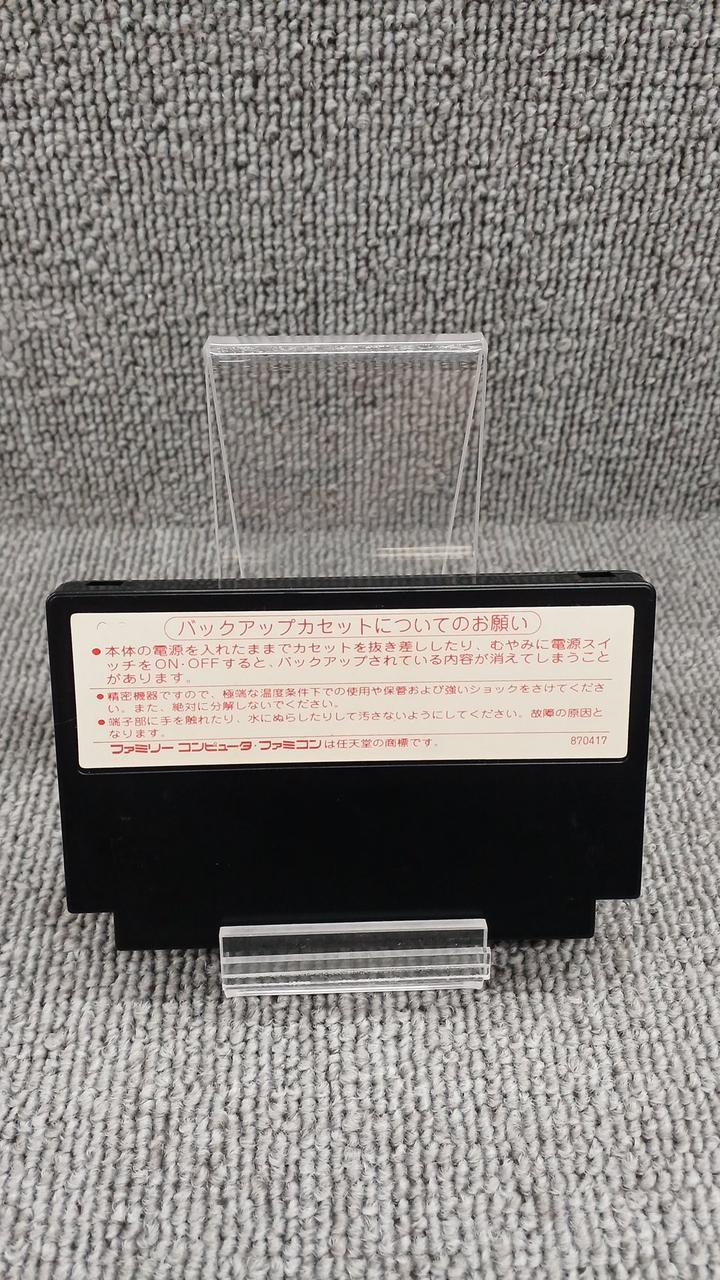 バックアップカセットについてのお願い
●本体の電源を入れたままでカセットを抜き差ししたり、むやみに電源スイ
ッチをON·OFFすると、バックアップされている内容が消えてしまうこと
があります。
●精密機器ですので、極端な温度条件下での使用や保管および強いショックをさけてくださ
い。また、絶対に分解しないでください。
●端子部に手を触れたり、水にぬらしたりして汚さないようにしてください。故障の原因と
なります。
ファミリー コンピュータ·ファミコンは任天堂の商標です。 870417